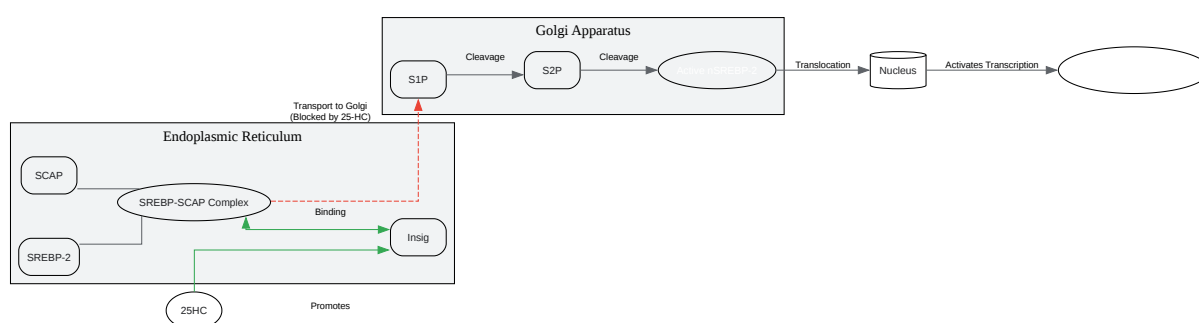 Golgi Apparatus
S1P
Cleavage
S2P
Cleavage
Translocation
Nucleus
Activates Transcription
Transport to Golgi
(Blocked by 25-HC)
Endoplasmic Reticulum
SCAP
SREBP-SCAP Complex
SREBP-2
Binding
Insig
25HC
Promotes